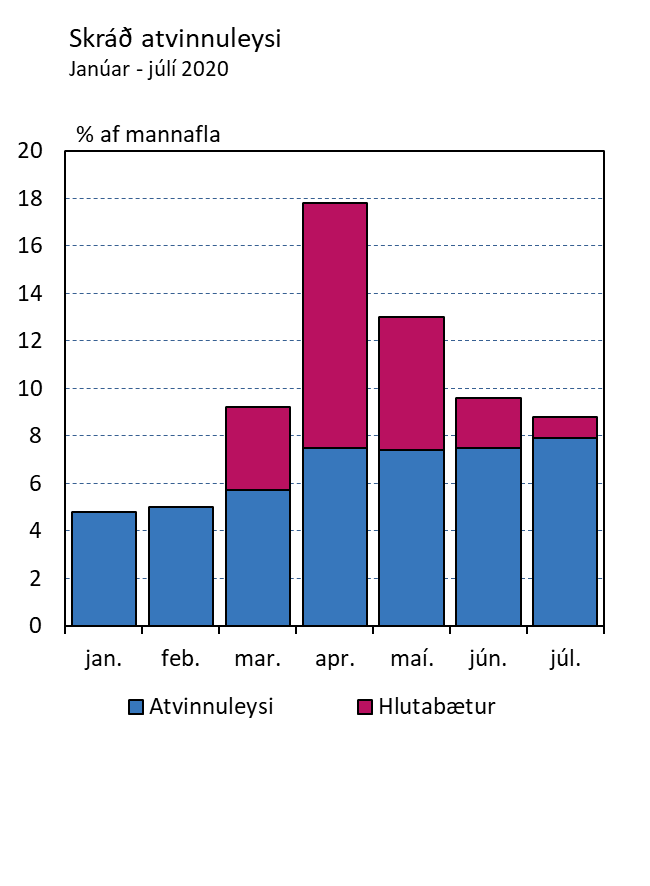 Skráð atvinnuleysi
Janúar - júlí 2020
% af mannafla
20
18
16
14
12
10
8
6
4
2
0
jan. feb. mar. apr. maí. jún. júl.
Atvinnuleysi Hlutabætur